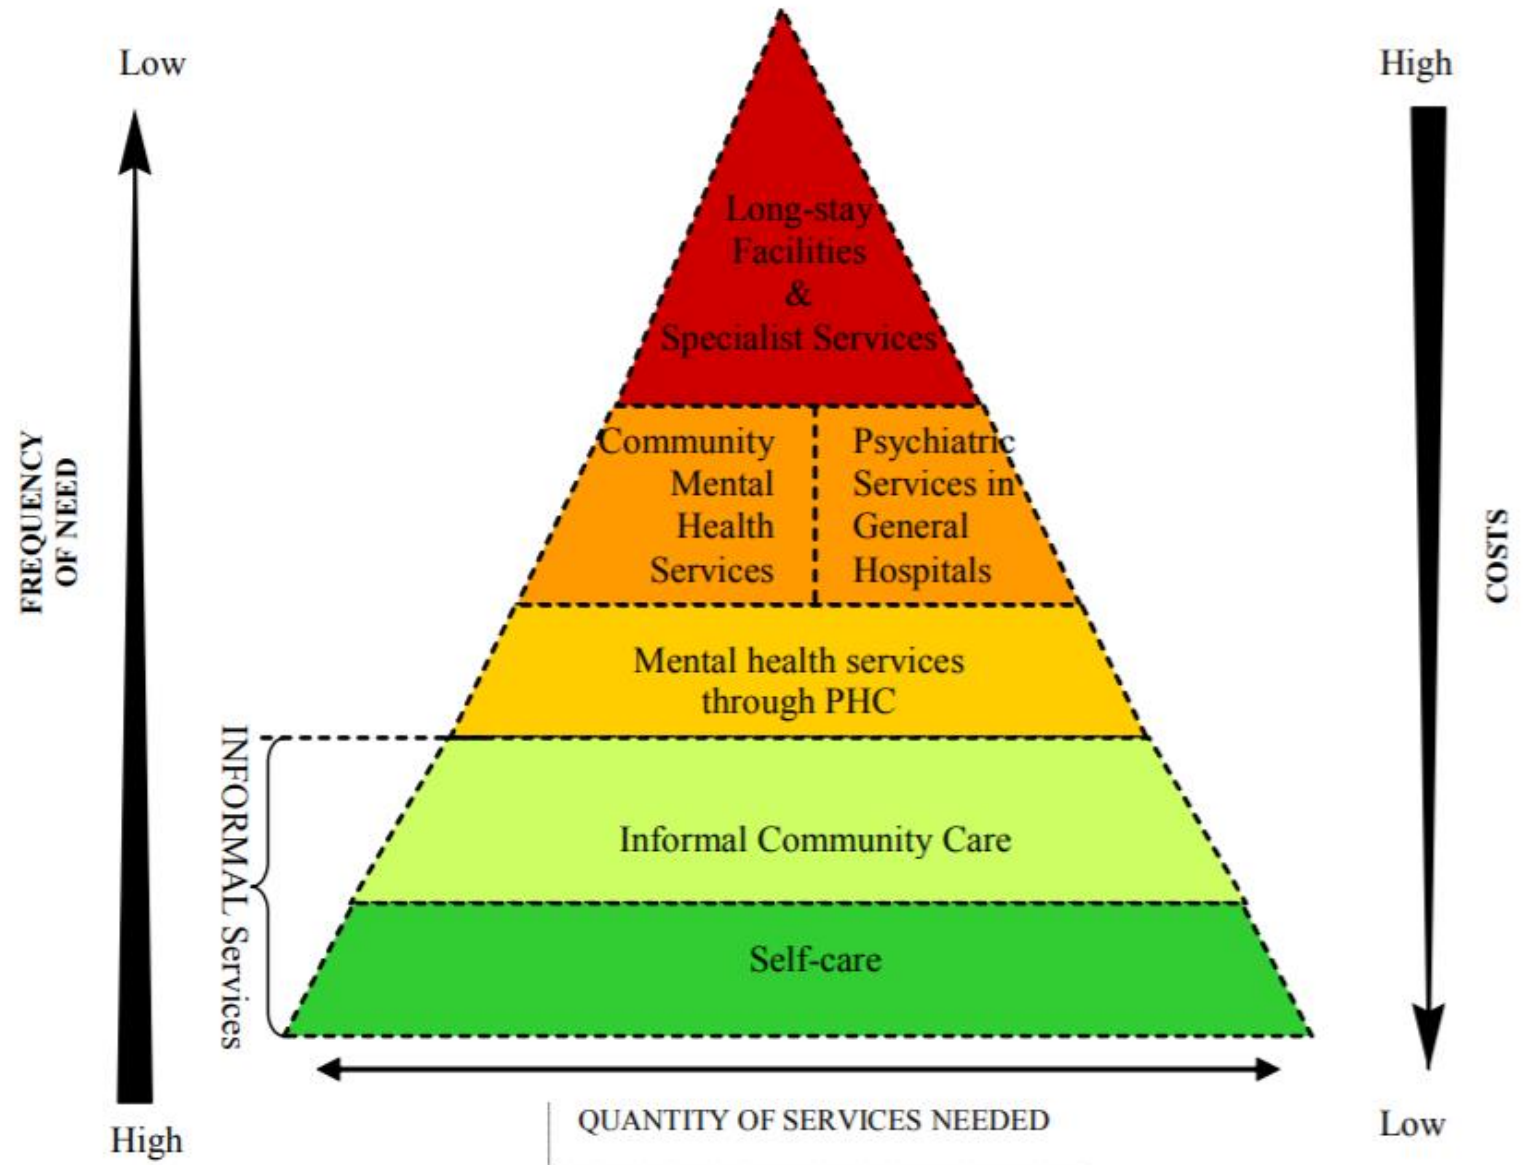 Low
High
Long-stay
Facilities
&
Specialist Services
Community
Mental
Health
Services
Psychiatric
Services in
General
Hospitals
FREQUENCY
OF NEED
COSTS
Mental health services
through PHC
INFORMAL Services
Informal Community Care
Self-care
QUANTITY OF SERVICES NEEDED
High
Low